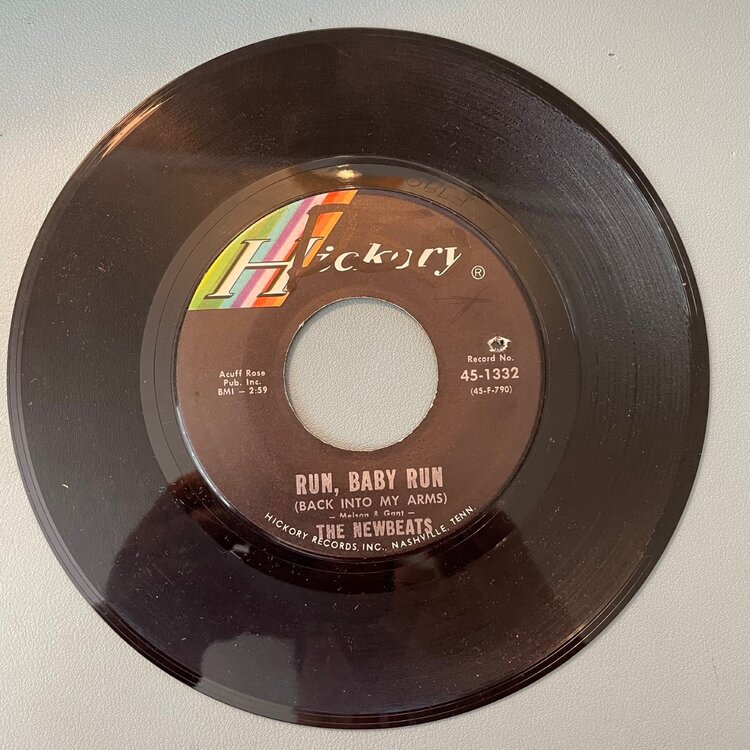 Hickory ®
Acuff Rose
Pub. Inc.
BMI – 2:59
Record No.
45-1332
(45-F-790)
RUN, BABY RUN
(BACK INTO MY ARMS)
– Melson & Gant –
THE NEWBEATS
HICKORY RECORDS, INC., NASHVILLE, TENN.